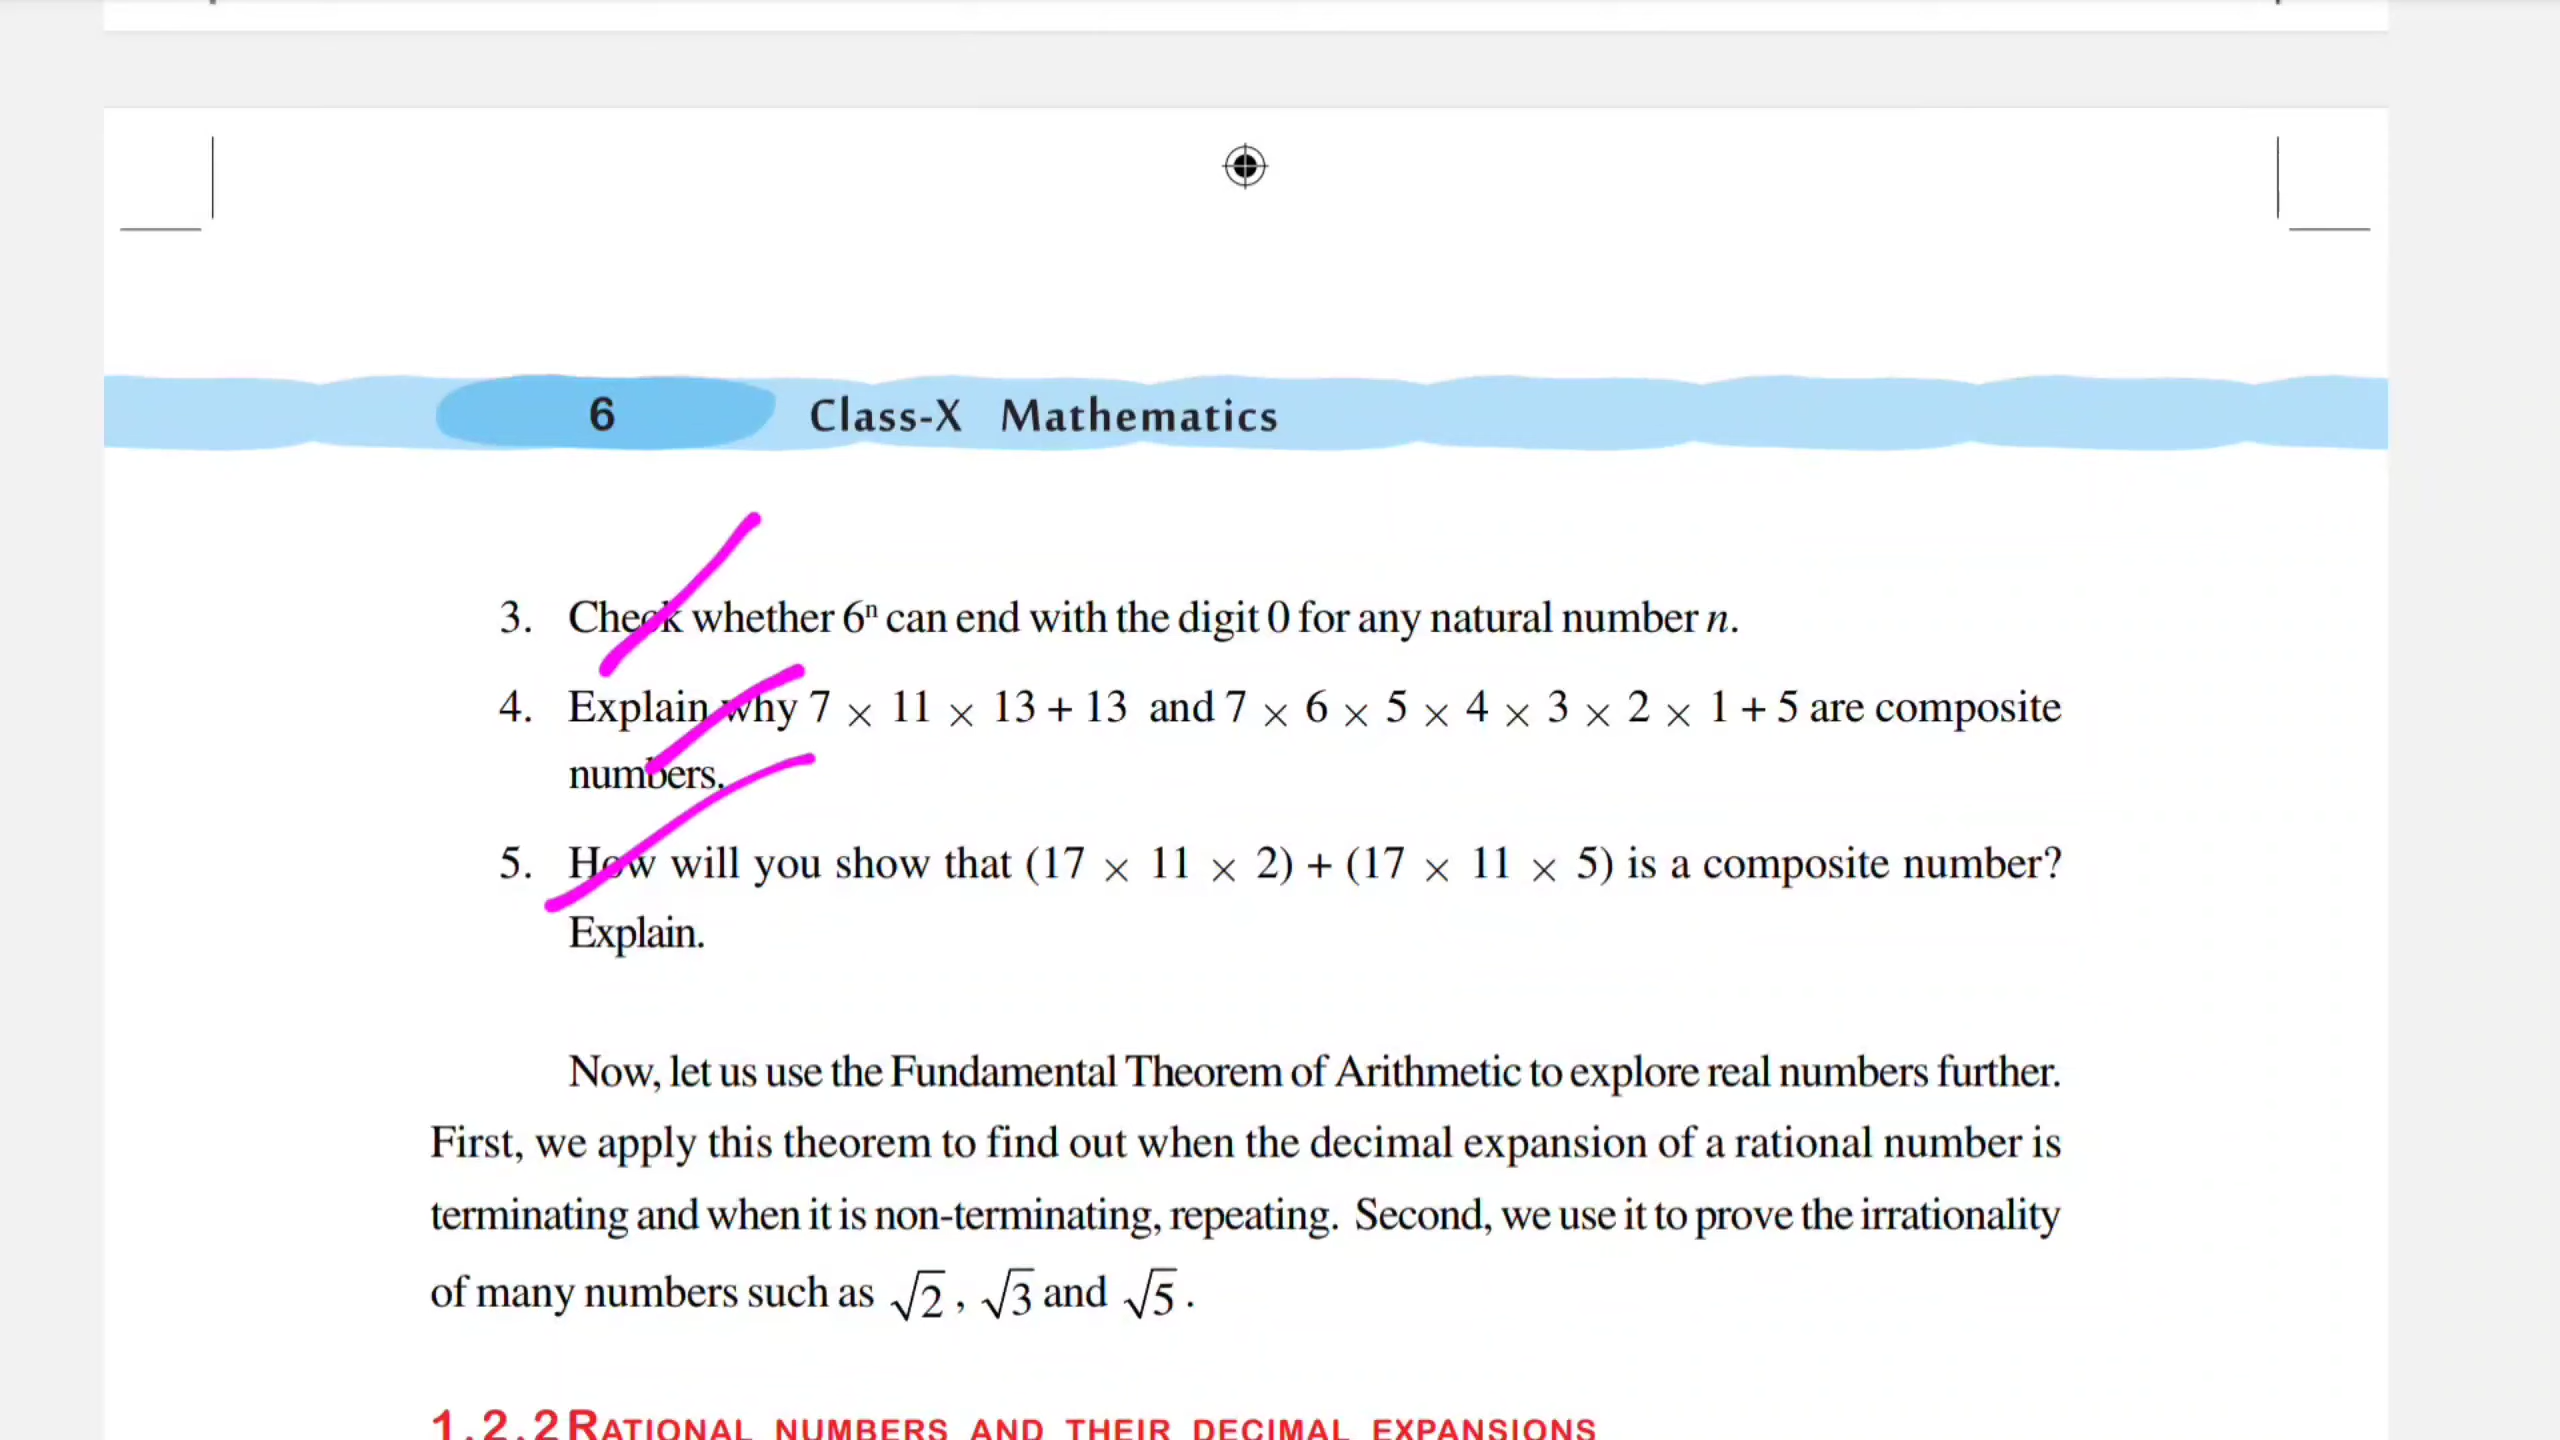 6 Class-X Mathematics
3. Check whether 6ⁿ can end with the digit 0 for any natural number n.
4. Explain why 7 × 11 × 13 + 13 and 7 × 6 × 5 × 4 × 3 × 2 × 1 + 5 are composite
numbers.
5. How will you show that (17 × 11 × 2) + (17 × 11 × 5) is a composite number?
Explain.
Now, let us use the Fundamental Theorem of Arithmetic to explore real numbers further.
First, we apply this theorem to find out when the decimal expansion of a rational number is
terminating and when it is non-terminating, repeating. Second, we use it to prove the irrationality
of many numbers such as √2, √3 and √5.
1.2.2 RATIONAL NUMBERS AND THEIR DECIMAL EXPANSIONS